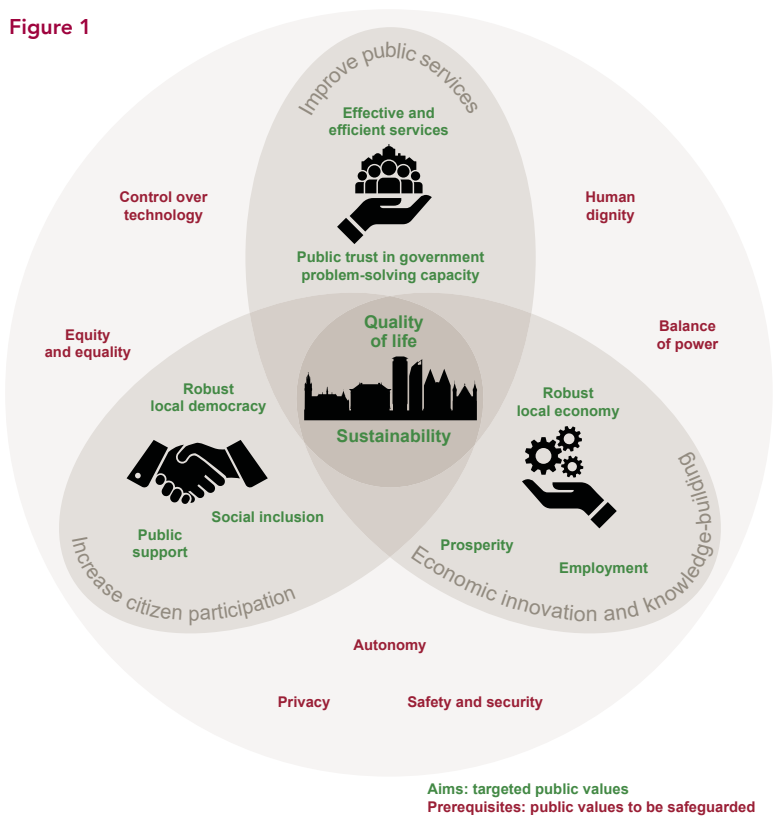 Figure 1
Improve public services
Effective and
efficient services
Public trust in government
problem-solving capacity
Control over
technology
Human
dignity
Equity
and equality
Balance
of power
Quality
of life
Sustainability
Robust
local democracy
Social inclusion
Public
support
Increase citizen participation
Robust
local economy
Prosperity
Employment
Economic innovation and knowledge-building
Autonomy
Privacy
Safety and security
Aims: targeted public values
Prerequisites: public values to be safeguarded